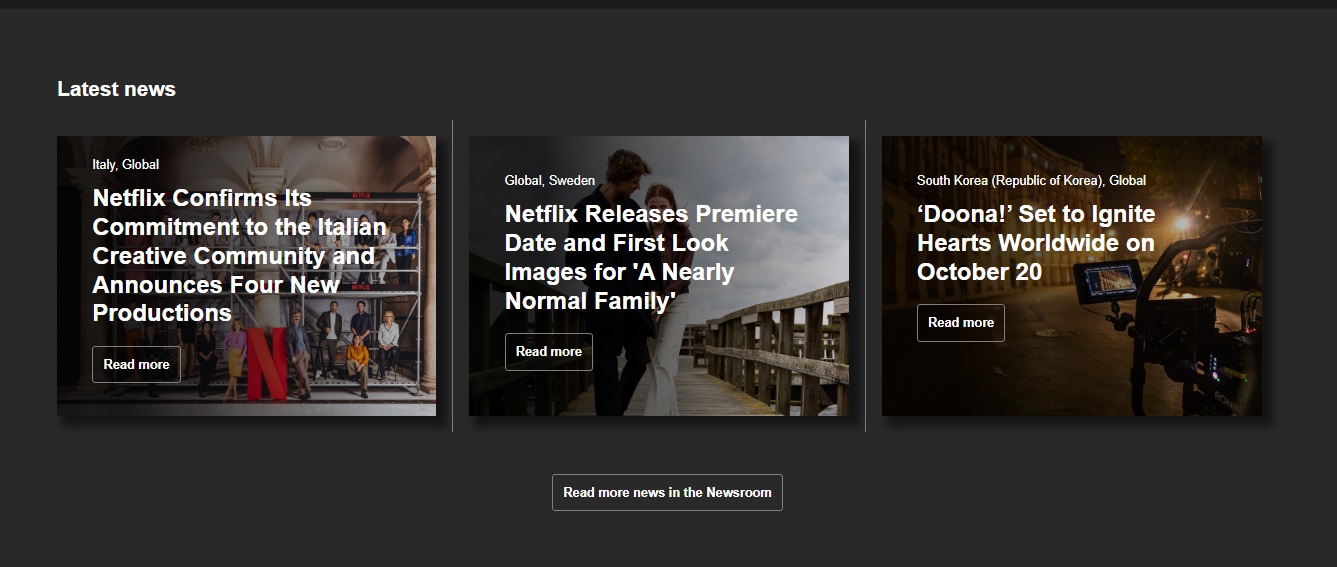 Latest news
Italy, Global
Netflix Confirms Its
Commitment to the Italian
Creative Community and
Announces Four New
Productions
Read more
NETFLIX
NETFLIX
N
Global, Sweden
Netflix Releases Premiere
Date and First Look
Images for 'A Nearly
Normal Family'
Read more
South Korea (Republic of Korea), Global
‘Doona!’ Set to Ignite
Hearts Worldwide on
October 20
Read more
Read more news in the Newsroom